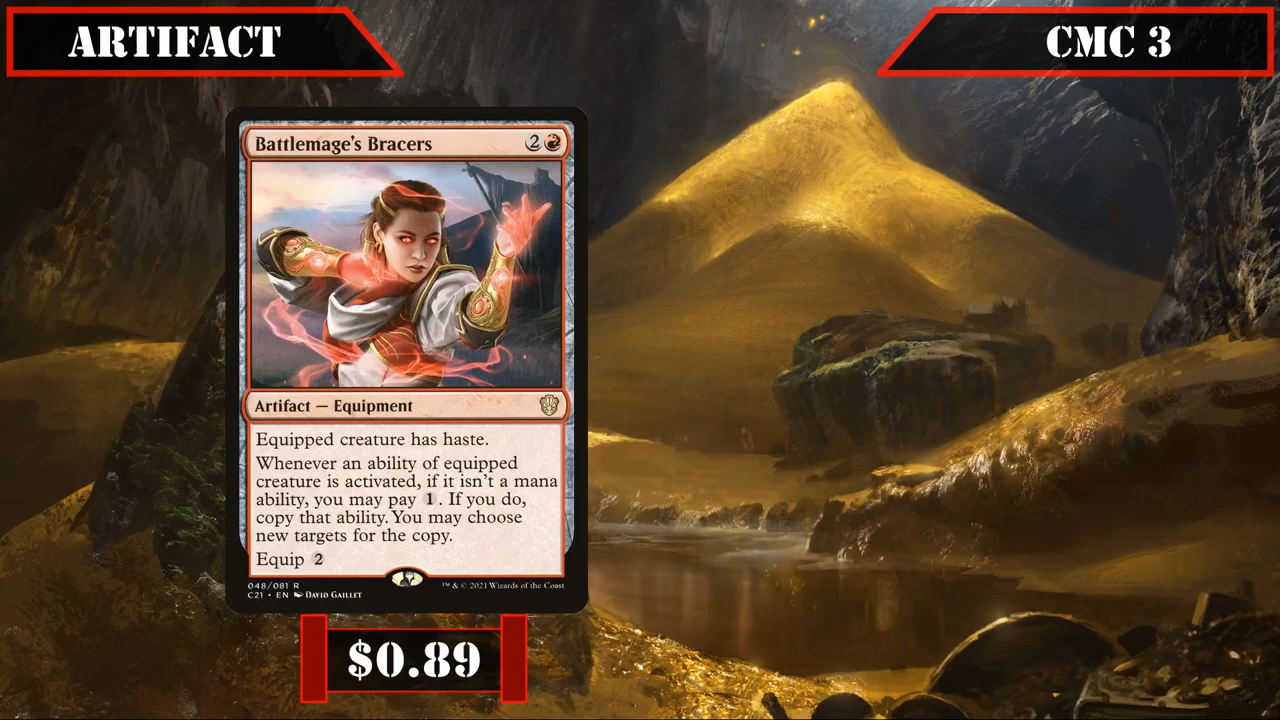 ARTIFACT
CMC 3
Battlemage's Bracers 2
Artifact — Equipment
Equipped creature has haste.
Whenever an ability of equipped
creature is activated, if it isn't a mana
ability, you may pay 1. If you do,
copy that ability. You may choose
new targets for the copy.
Equip 2
048/081 R
C21 • EN DAVID GAILLET
™ & © 2021 Wizards of the Coast
$0.89